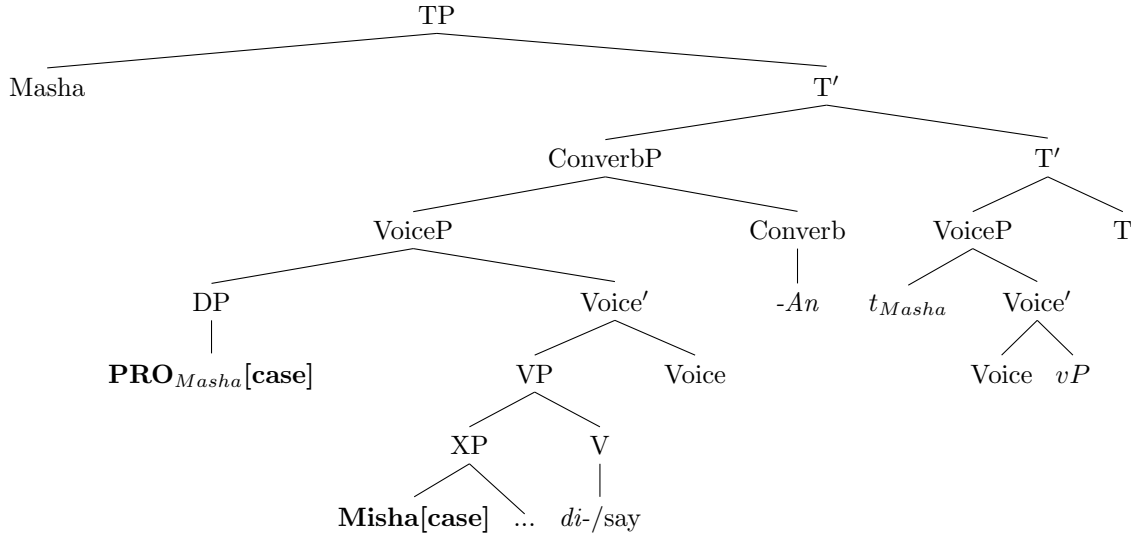 TP
Masha T′
ConverbP T′
VoiceP Converb VoiceP T
DP Voice′ -An t_Masha Voice′
PRO_Masha[case] VP Voice Voice vP
XP V
Misha[case] ... di-/say